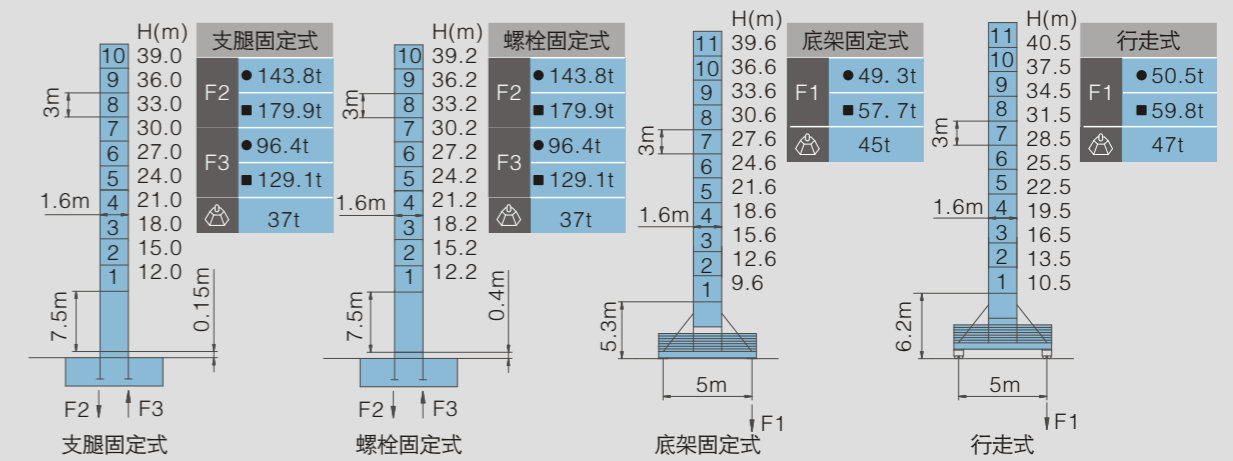 H(m)
10 39.0
9 36.0
8 33.0
7 30.0
6 27.0
5 24.0
4 21.0
3 18.0
2 15.0
1 12.0
3m
1.6m
7.5m
0.15m
F2
F3
支腿固定式
支腿固定式
F2
● 143.8t
■ 179.9t
F3
● 96.4t
■ 129.1t
37t
H(m)
10 39.2
9 36.2
8 33.2
7 30.2
6 27.2
5 24.2
4 21.2
3 18.2
2 15.2
1 12.2
3m
1.6m
7.5m
0.4m
F2
F3
螺栓固定式
螺栓固定式
F2
● 143.8t
■ 179.9t
F3
● 96.4t
■ 129.1t
37t
H(m)
11 39.6
10 36.6
9 33.6
8 30.6
7 27.6
6 24.6
5 21.6
4 18.6
3 15.6
2 12.6
1 9.6
3m
1.6m
5.3m
5m
F1
底架固定式
底架固定式
F1
● 49.3t
■ 57.7t
45t
H(m)
11 40.5
10 37.5
9 34.5
8 31.5
7 28.5
6 25.5
5 22.5
4 19.5
3 16.5
2 13.5
1 10.5
3m
1.6m
6.2m
5m
F1
行走式
行走式
F1
● 50.5t
■ 59.8t
47t